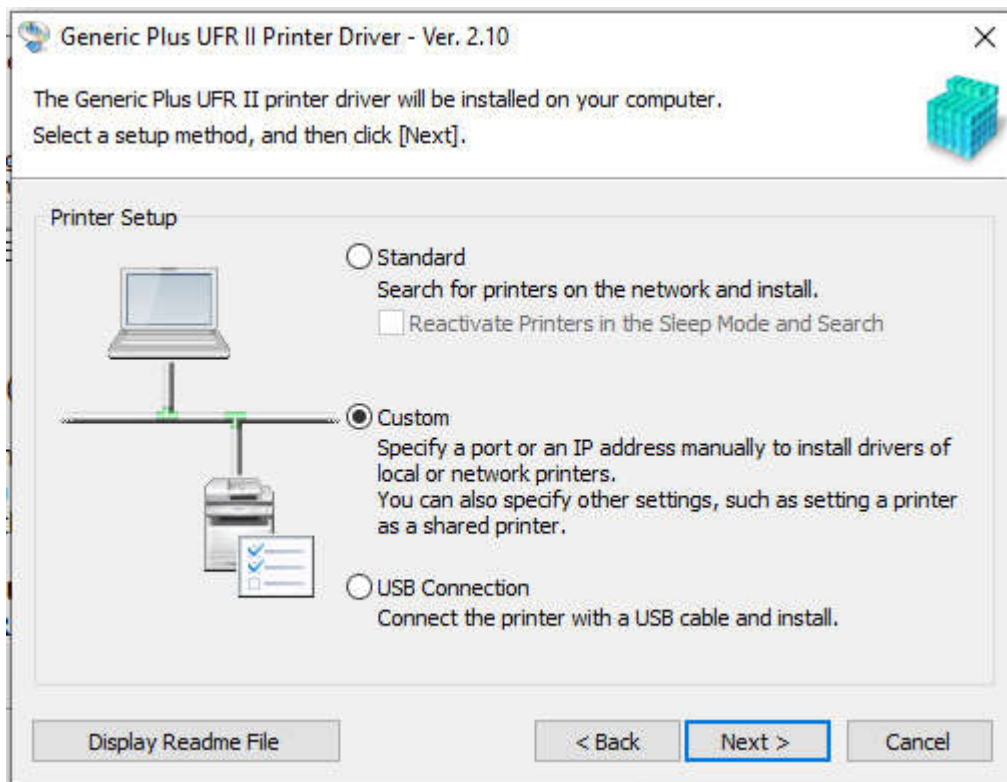 Generic Plus UFR II Printer Driver - Ver. 2.10
The Generic Plus UFR II printer driver will be installed on your computer.
Select a setup method, and then click [Next].
Printer Setup
Standard
Search for printers on the network and install.
Reactivate Printers in the Sleep Mode and Search
Custom
Specify a port or an IP address manually to install drivers of
local or network printers.
You can also specify other settings, such as setting a printer
as a shared printer.
USB Connection
Connect the printer with a USB cable and install.
Display Readme File
< Back
Next >
Cancel